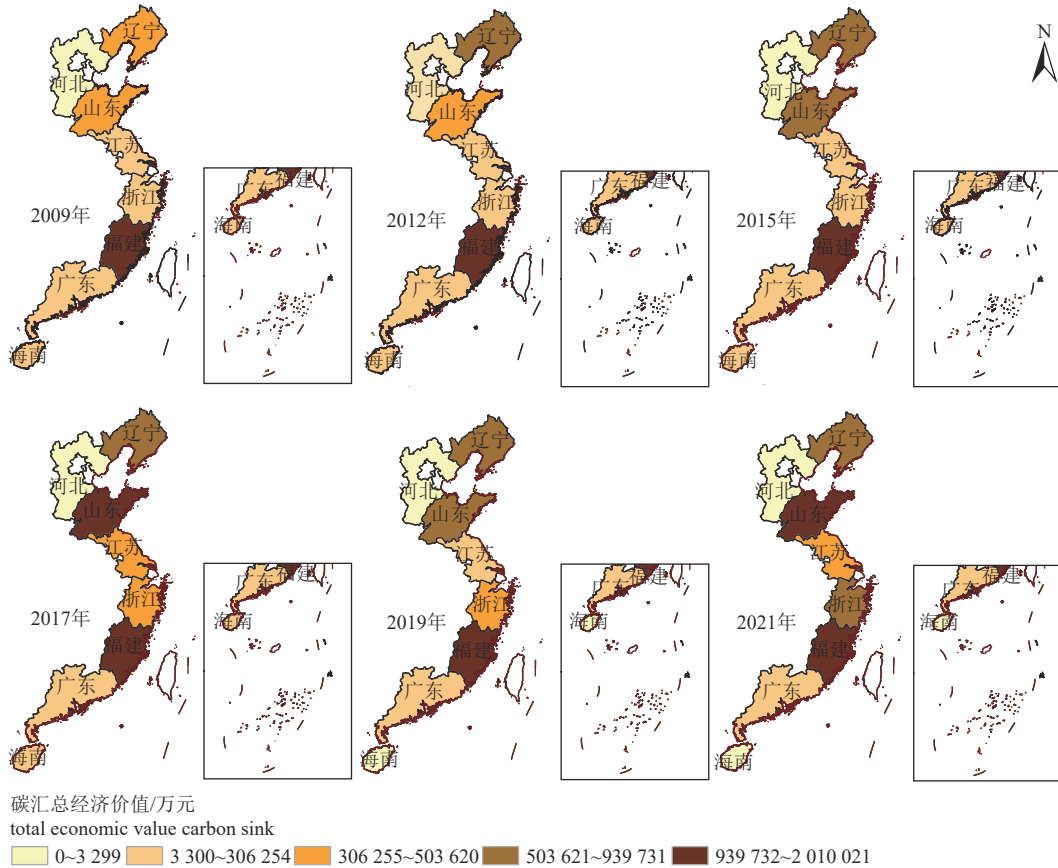 N
辽宁
河北
山东
江苏
浙江
福建
广东
海南
2009年
广东
福建
海南
辽宁
河北
山东
江苏
浙江
福建
广东
海南
2012年
广东
福建
海南
辽宁
河北
山东
江苏
浙江
福建
广东
海南
2015年
广东
福建
海南
辽宁
河北
山东
江苏
浙江
福建
广东
海南
2017年
广东
福建
海南
辽宁
河北
山东
江苏
浙江
福建
广东
海南
2019年
广东
福建
海南
辽宁
河北
山东
江苏
浙江
福建
广东
海南
2021年
广东
福建
海南
碳汇总经济价值/万元
total economic value carbon sink
0~3 299 3 300~306 254 306 255~503 620 503 621~939 731 939 732~2 010 021